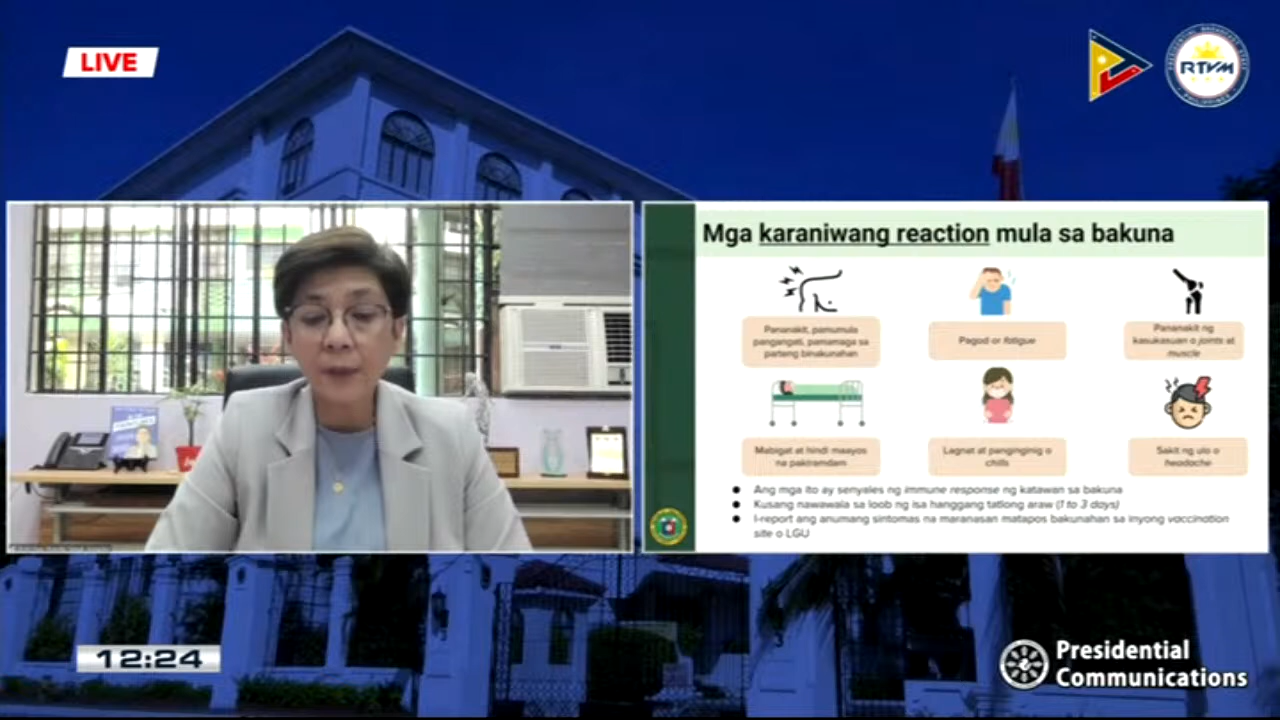 LIVE
RTVM
Mga karaniwang reaction mula sa bakuna
Pananakit, pamumula
pangangati, pamamaga sa
parteng binakunahan
Pagod or fatigue
Pananakit ng
kasukasuan o joints at
muscle
Mabigat at hindi maayos
na pakiramdam
Lagnat at panginginig o
chills
Sakit ng ulo o
headache
● Ang mga ito ay senyales ng immune response ng katawan sa bakuna
● Kusang nawawala sa loob ng isa hanggang tatlong araw (1 to 3 days)
● I-report ang anumang sintomas na maranasan matapos bakunahan sa inyong vaccination
site o LGU
12:24
Presidential
Communications